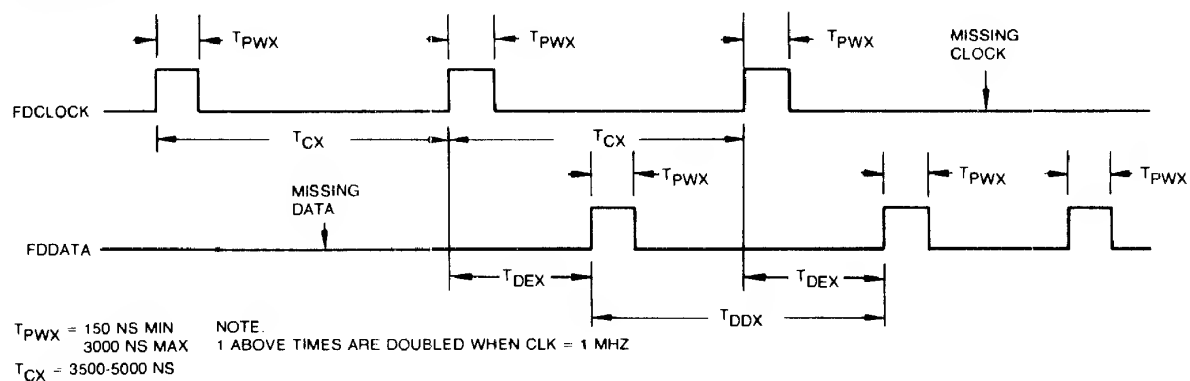 TPWX TPWX TPWX
MISSING
CLOCK
FDCLOCK
TCX TCX
TPWX TPWX TPWX
MISSING
DATA
FDDATA
TDEX TDEX
TDDX
TPWX = 150 NS MIN
3000 NS MAX
TCX = 3500-5000 NS
NOTE.
1 ABOVE TIMES ARE DOUBLED WHEN CLK = 1 MHZ